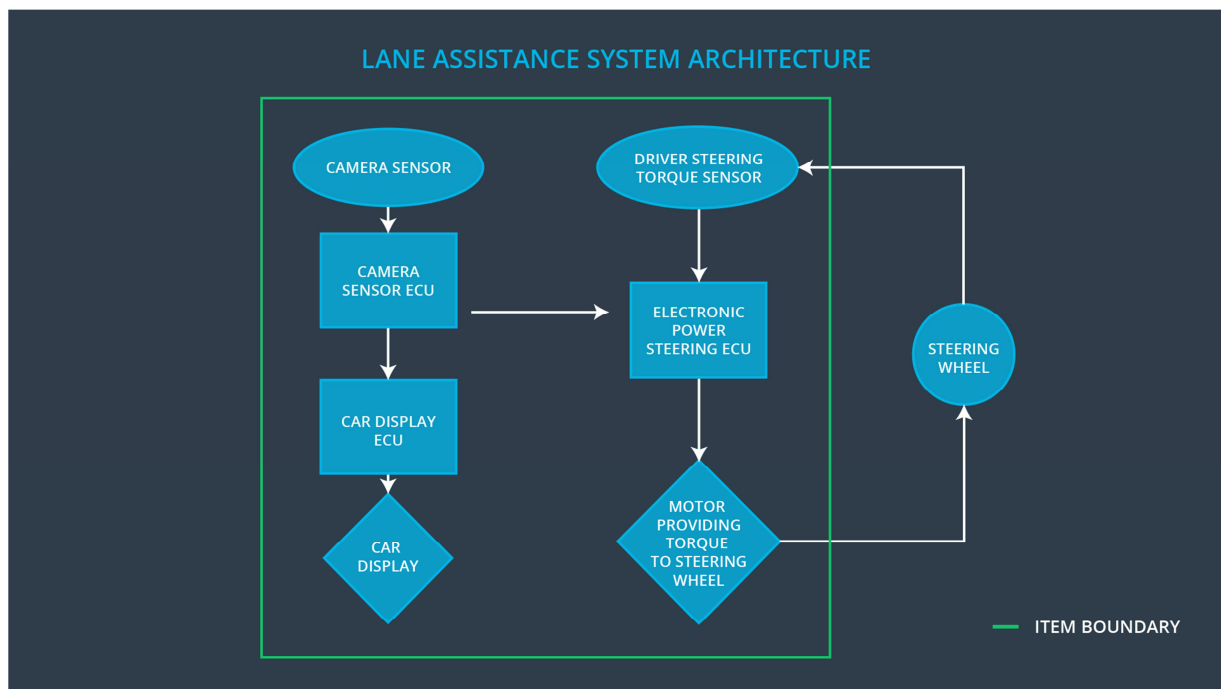 LANE ASSISTANCE SYSTEM ARCHITECTURE
CAMERA SENSOR
CAMERA
SENSOR ECU
CAR DISPLAY
ECU
CAR
DISPLAY
DRIVER STEERING
TORQUE SENSOR
ELECTRONIC
POWER
STEERING ECU
MOTOR
PROVIDING
TORQUE
TO STEERING
WHEEL
STEERING
WHEEL
ITEM BOUNDARY